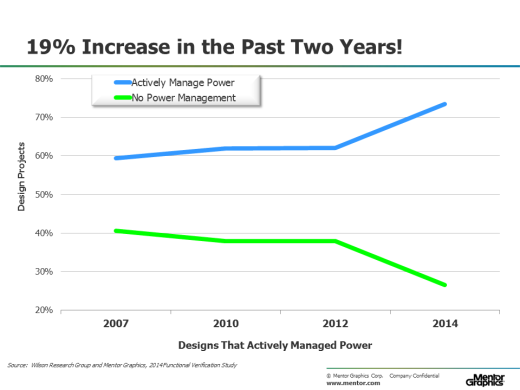 19% Increase in the Past Two Years!
80%
Actively Manage Power
No Power Management
70%
60%
50%
40%
30%
20%
Design Projects
2007 2010 2012 2014
Designs That Actively Managed Power
Source: Wilson Research Group and Mentor Graphics, 2014 Functional Verification Study
© Mentor Graphics Corp. Company Confidential
www.mentor.com
Mentor
Graphics